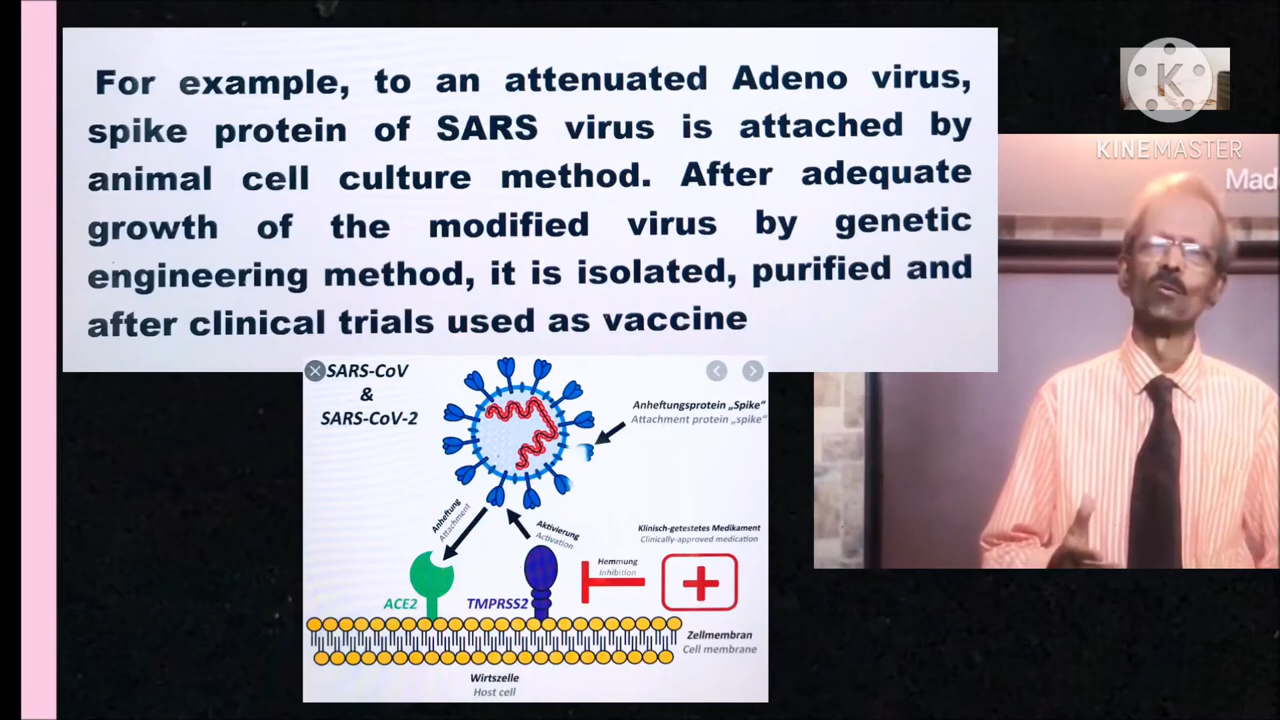 For example, to an attenuated Adeno virus,
spike protein of SARS virus is attached by
animal cell culture method. After adequate
growth of the modified virus by genetic
engineering method, it is isolated, purified and
after clinical trials used as vaccine
K
KINEMASTER
Mad
SARS-CoV
&
SARS-CoV-2
Anheftungsprotein „Spike“
Attachment protein „spike“
Anheftung
Attachment
Aktivierung
Activation
Klinisch-getestetes Medikament
Clinically-approved medication
Hemmung
Inhibition
ACE2
TMPRSS2
Zellmembran
Cell membrane
Wirtszelle
Host cell